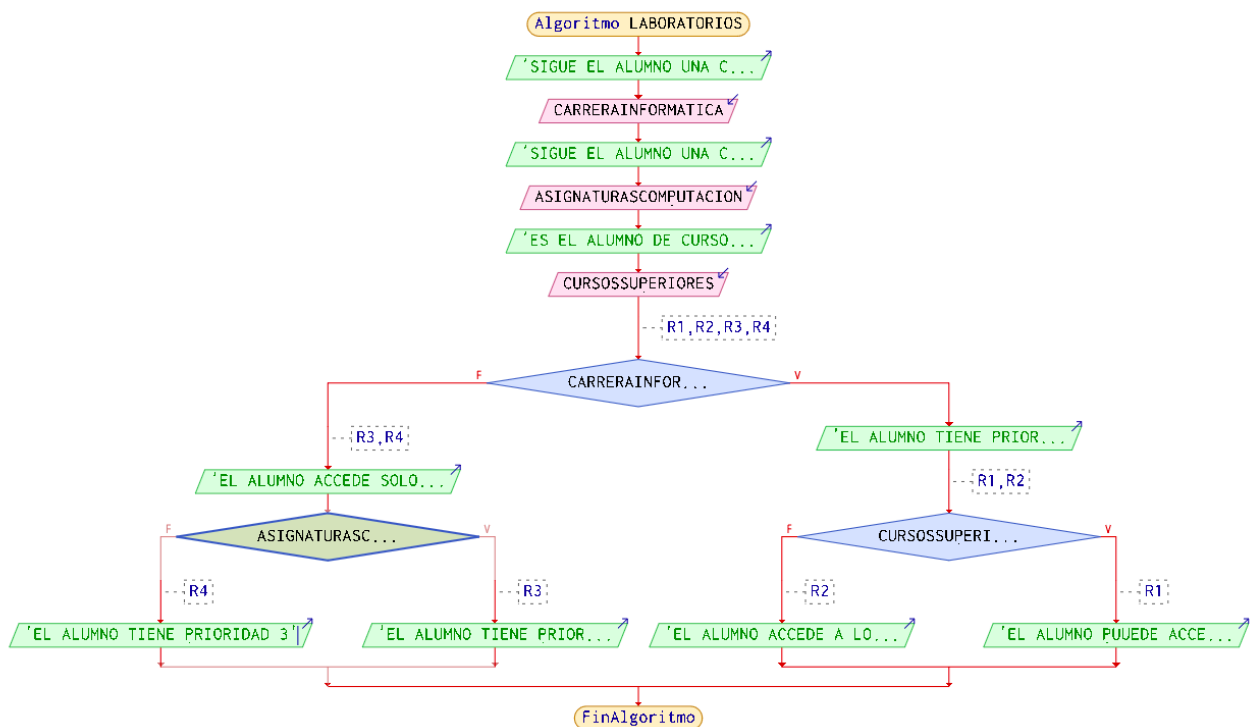 Algoritmo LABORATORIOS
'SIGUE EL ALUMNO UNA C...
CARRERAINFORMATICA
'SIGUE EL ALUMNO UNA C...
ASIGNATURASCOMPUTACION
'ES EL ALUMNO DE CURSO...
CURSOSSUPERIORES
R1,R2,R3,R4
F
V
CARRERAINFOR...
R3,R4
'EL ALUMNO TIENE PRIOR...
'EL ALUMNO ACCEDE SOLO...
R1,R2
F
V
F
V
ASIGNATURASC...
CURSOSSUPERI...
R4
R3
R2
R1
'EL ALUMNO TIENE PRIORIDAD 3'
'EL ALUMNO TIENE PRIOR...
'EL ALUMNO ACCEDE A LO...
'EL ALUMNO PUUEDE ACCE...
FinAlgoritmo